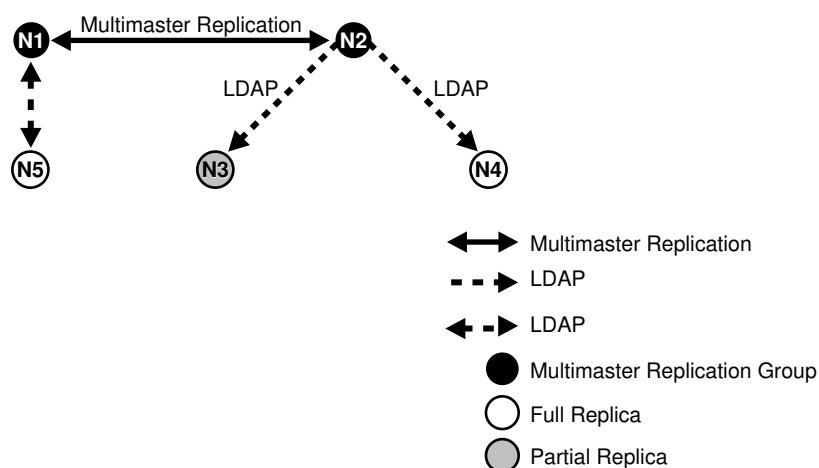 Multimaster Replication
N1
N2
LDAP
LDAP
N5
N3
N4
Multimaster Replication
LDAP
LDAP
Multimaster Replication Group
Full Replica
Partial Replica